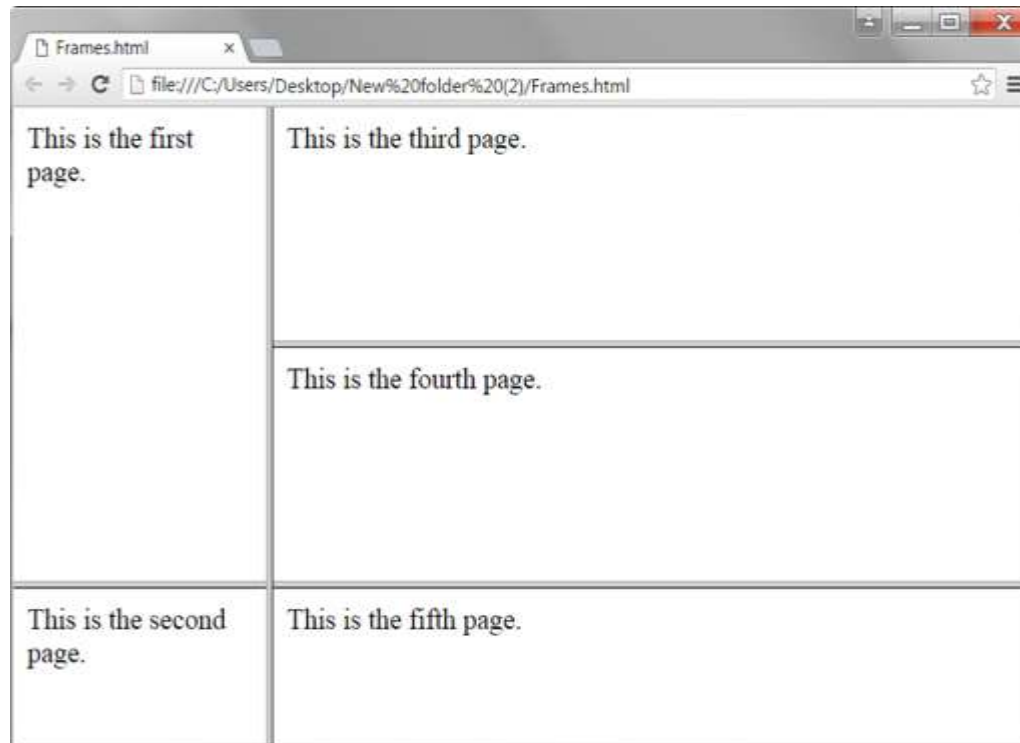 Frames.html
file:///C:/Users/Desktop/New%20folder%20(2)/Frames.html
This is the first
page.
This is the third page.
This is the fourth page.
This is the second
page.
This is the fifth page.